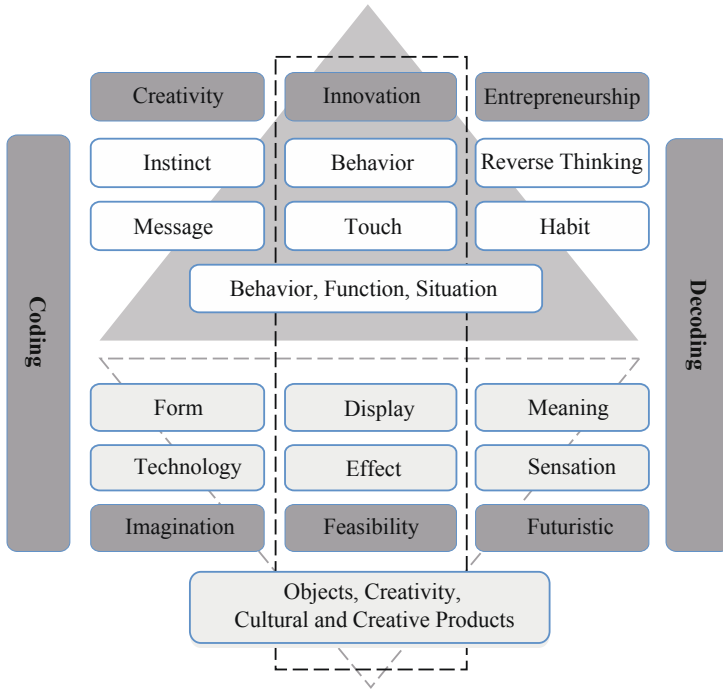 Creativity
Innovation
Entrepreneurship
Instinct
Behavior
Reverse Thinking
Message
Touch
Habit
Behavior, Function, Situation
Coding
Decoding
Form
Display
Meaning
Technology
Effect
Sensation
Imagination
Feasibility
Futuristic
Objects, Creativity,
Cultural and Creative Products